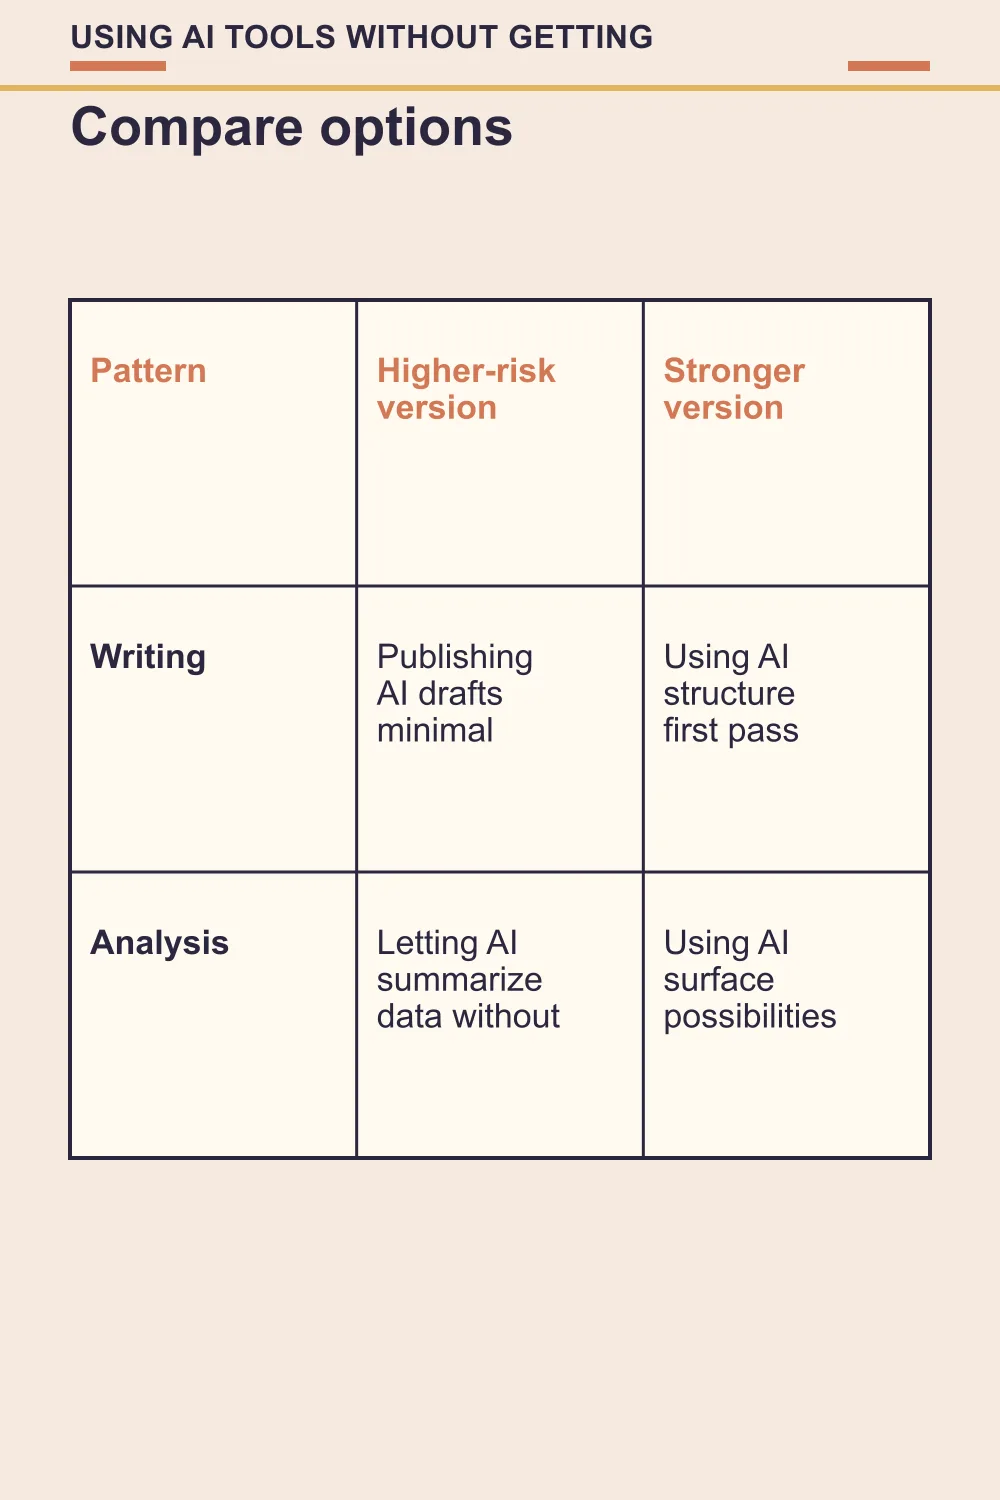 USING AI TOOLS WITHOUT GETTING
Compare options
Pattern
Higher-risk
version
Stronger
version
Writing
Publishing
AI drafts
minimal
Using AI
structure
first pass
Analysis
Letting AI
summarize
data without
Using AI
surface
possibilities